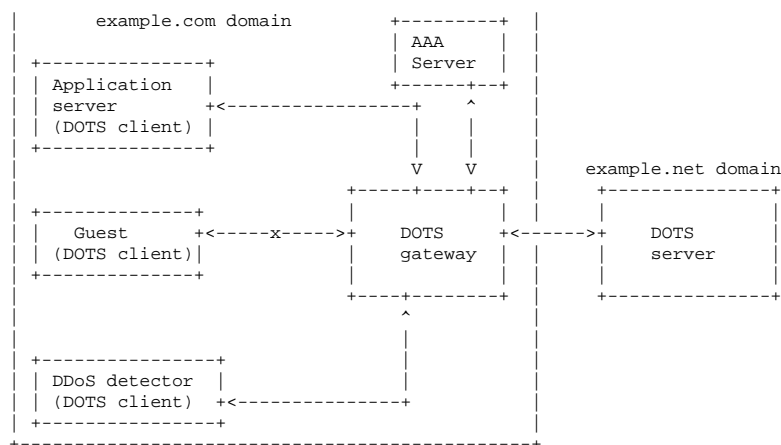 example.com domain
AAA
Server
Application
server
(DOTS client)
example.net domain
Guest
(DOTS client)
x
DOTS
gateway
DOTS
server
DDoS detector
(DOTS client)